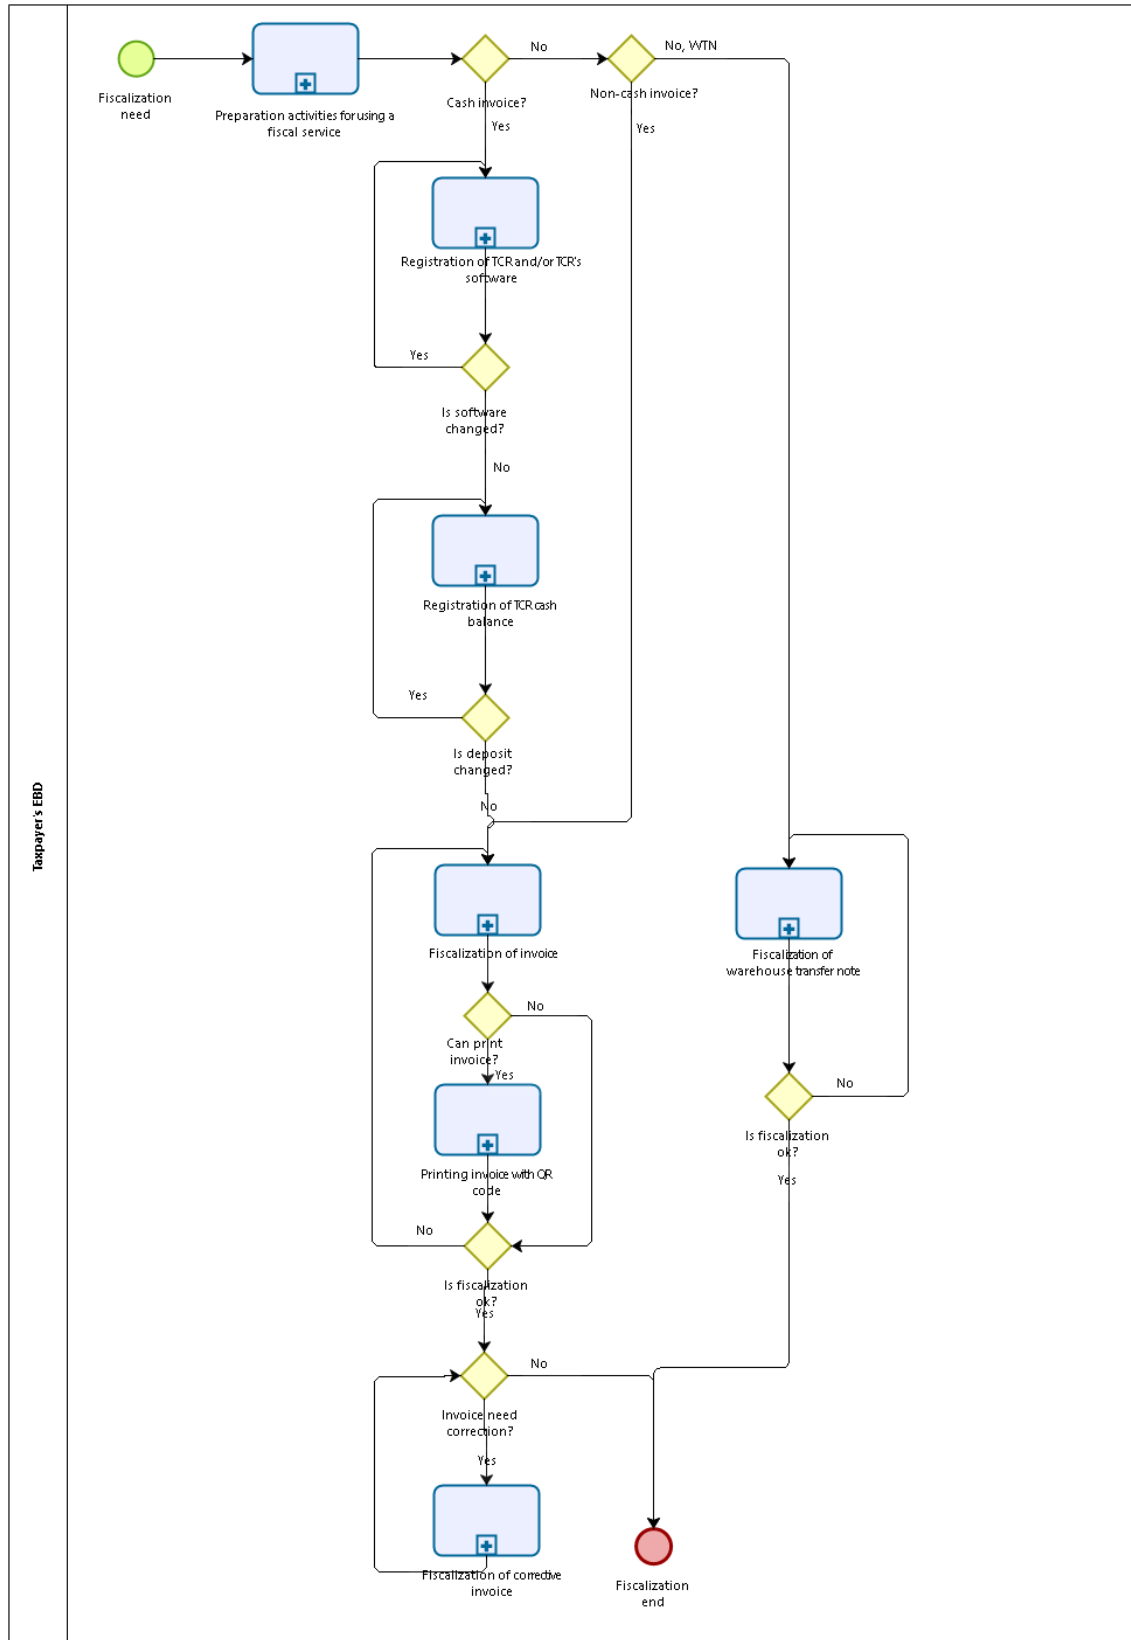 Taxpayer's EBD
Fiscalization
need
Preparation activities for using a
fiscal service
Cash invoice?
No
Non-cash invoice?
No, WTN
Yes
Yes
Registration of TCR and/or TCR's
software
Yes
Is software
changed?
No
Registration of TCR cash
balance
Yes
Is deposit
changed?
No
Fiscalization of invoice
Fiscalization of
warehouse transfer note
No
Can print
invoice?
Yes
No
Is fiscalization
ok?
Yes
Printing invoice with QR
code
No
Is fiscalization
ok?
Yes
No
Invoice need
correction?
Yes
Fiscalization of corrective
invoice
Fiscalization
end